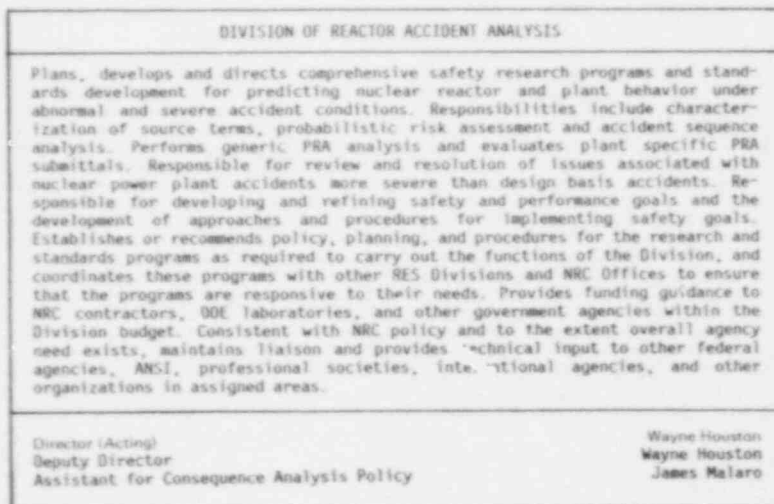 DIVISION OF REACTOR ACCIDENT ANALYSIS
Plans, develops and directs comprehensive safety research programs and stand-
ards development for predicting nuclear reactor and plant behavior under
abnormal and severe accident conditions. Responsibilities include character-
ization of source terms, probabilistic risk assessment and accident sequence
analysis. Performs generic PRA analysis and evaluates plant specific PRA
submittals. Responsible for review and resolution of issues associated with
nuclear power plant accidents more severe than design basis accidents. Re-
sponsible for developing and refining safety and performance goals and the
development of approaches and procedures for implementing safety goals.
Establishes or recommends policy, planning, and procedures for the research and
standards programs as required to carry out the functions of the Division, and
coordinates these programs with other RES Divisions and NRC Offices to ensure
that the programs are responsive to their needs. Provides funding guidance to
NRC contractors, DOE laboratories, and other government agencies within the
Division budget. Consistent with NRC policy and to the extent overall agency
need exists, maintains liaison and provides technical input to other federal
agencies, ANSI, professional societies, international agencies, and other
organizations in assigned areas.
Director (Acting) Wayne Houston
Deputy Director Wayne Houston
Assistant for Consequence Analysis Policy James Malaro